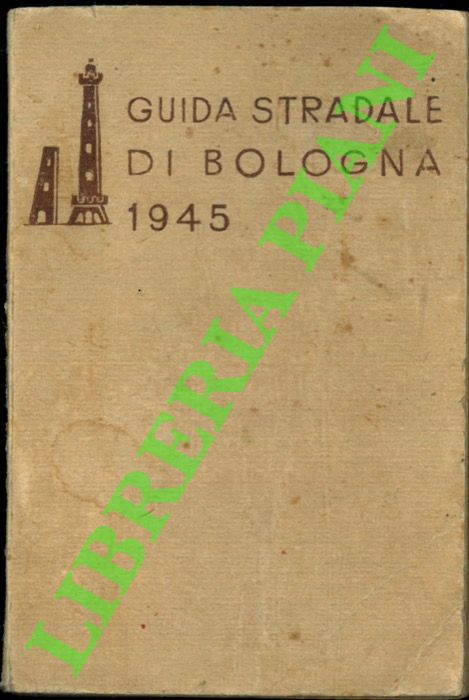 GUIDA STRADALE
DI BOLOGNA
1945
LIBRERIA PIANI